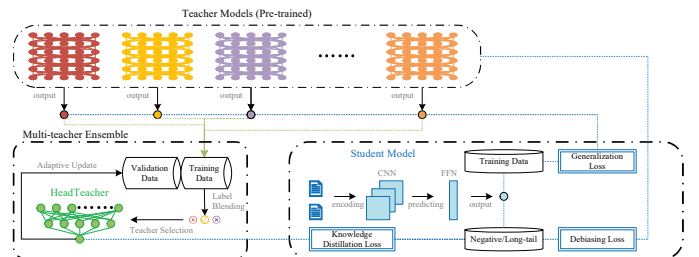 Teacher Models (Pre-trained)
output
output
output
output
Multi-teacher Ensemble
Adaptive Update
Validation
Data
Training
Data
HeadTeacher
Label
Blending
Teacher Selection
Student Model
Training Data
Generalization
Loss
CNN
FFN
encoding
predicting
output
Knowledge
Distillation Loss
Negative/Long-tail
Debiasing Loss